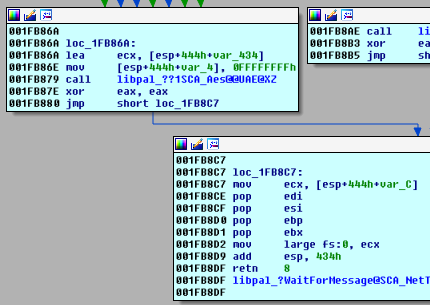 001FB86A
001FB86A loc_1FB86A:
001FB86A lea ecx, [esp+444h+var_434]
001FB86E mov [esp+444h+var_4], 0FFFFFFFFh
001FB879 call libpal_??1SCA_Aes@@UAE@XZ
001FB87E xor eax, eax
001FB880 jmp short loc_1FB8C7
001FB8AE call li
001FB8B3 xor ea
001FB8B5 jmp sh
001FB8C7
001FB8C7 loc_1FB8C7:
001FB8C7 mov ecx, [esp+444h+var_C]
001FB8CE pop edi
001FB8CF pop esi
001FB8D0 pop ebp
001FB8D1 pop ebx
001FB8D2 mov large fs:0, ecx
001FB8D9 add esp, 434h
001FB8DF retn 8
001FB8DF libpal_?WaitForMessage@SCA_NetT
001FB8DF